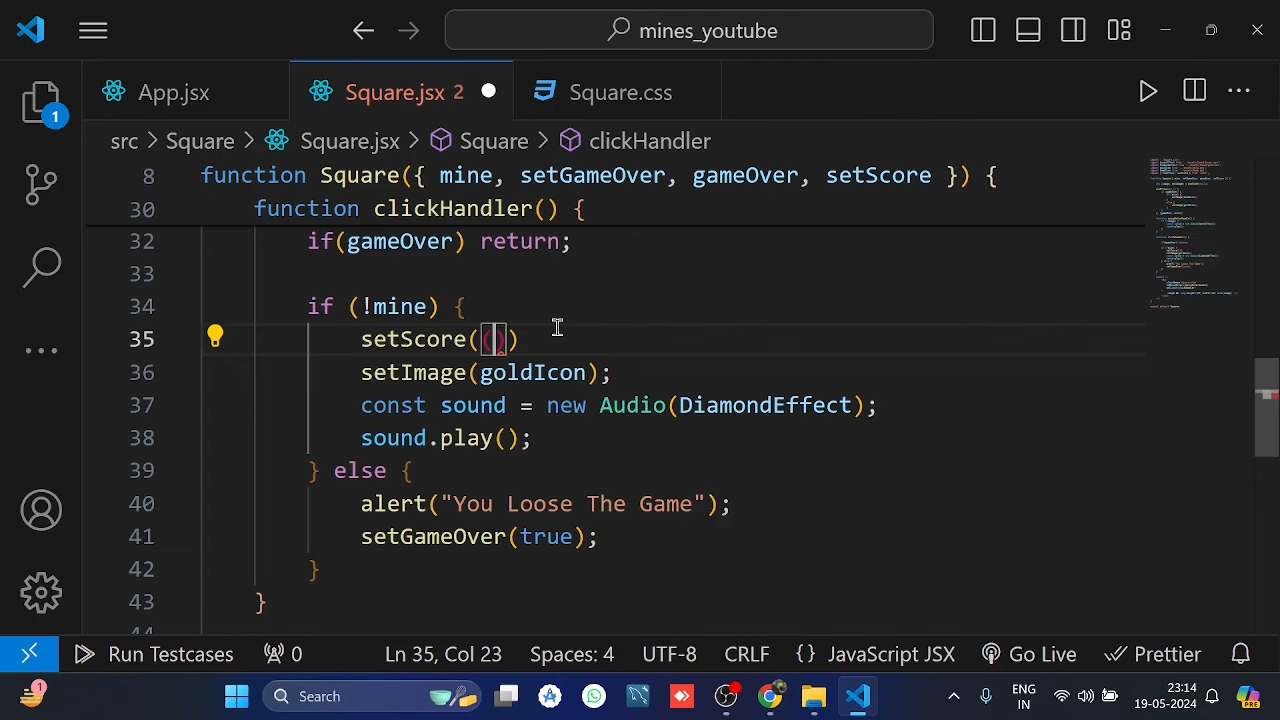 mines_youtube
App.jsx
Square.jsx 2
Square.css
1
src > Square > Square.jsx > Square > clickHandler
8 function Square({ mine, setGameOver, gameOver, setScore }) {
30 function clickHandler() {
32 if(gameOver) return;
33
34 if (!mine) {
35 setScore(())
36 setImage(goldIcon);
37 const sound = new Audio(DiamondEffect);
38 sound.play();
39 } else {
40 alert("You Loose The Game");
41 setGameOver(true);
42 }
43 }
44
Run Testcases 0 Ln 35, Col 23 Spaces: 4 UTF-8 CRLF {} JavaScript JSX Go Live Prettier
1 Search ENG 23:14 PRE
IN 19-05-2024